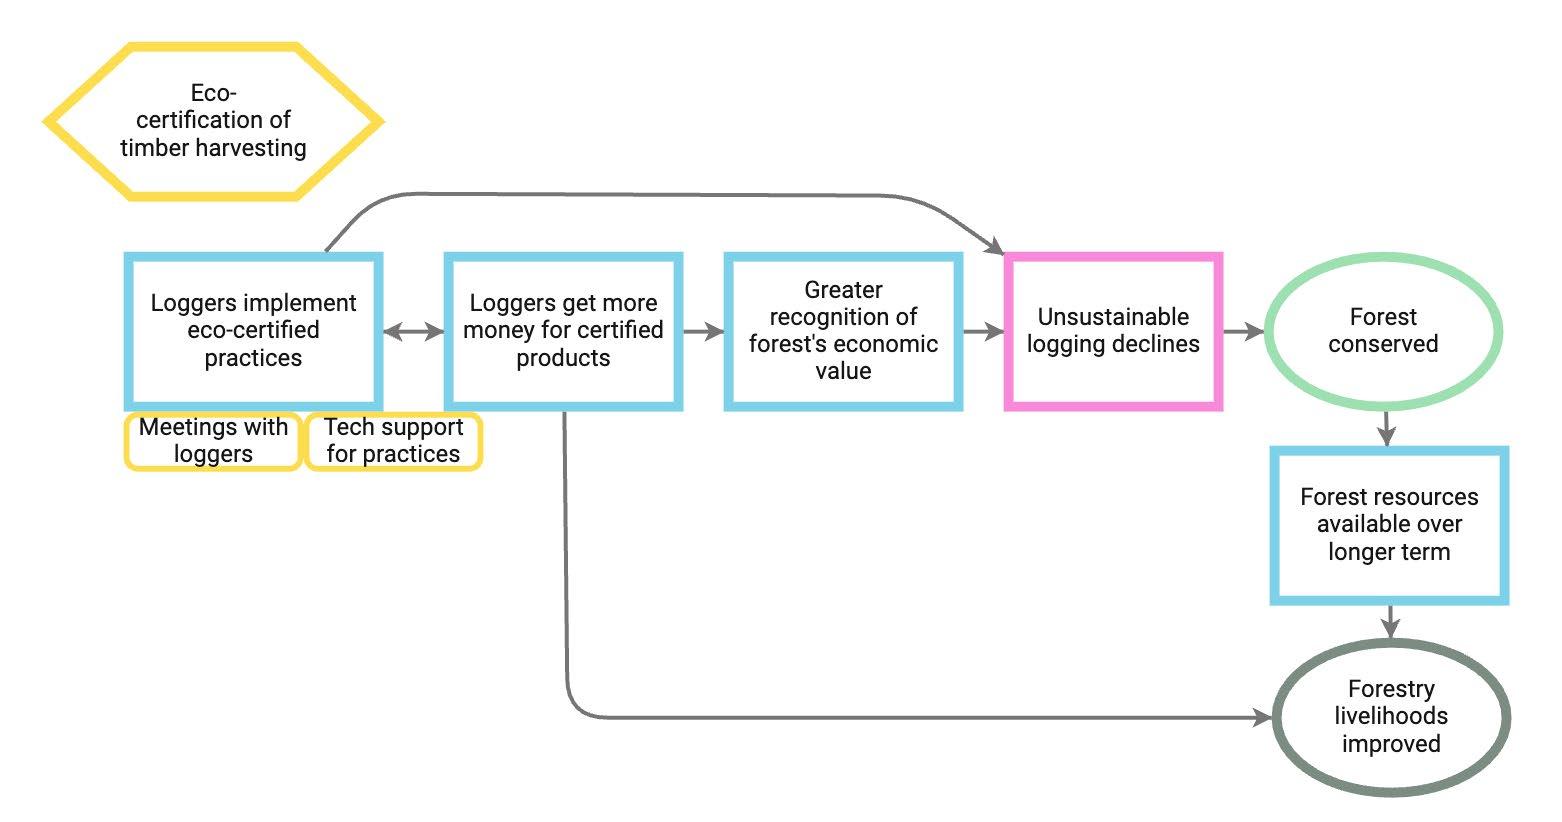 Eco-
certification of
timber harvesting
Loggers implement
eco-certified
practices
Loggers get more
money for certified
products
Greater
recognition of
forest's economic
value
Unsustainable
logging declines
Forest
conserved
Meetings with
loggers
Tech support
for practices
Forest resources
available over
longer term
Forestry
livelihoods
improved